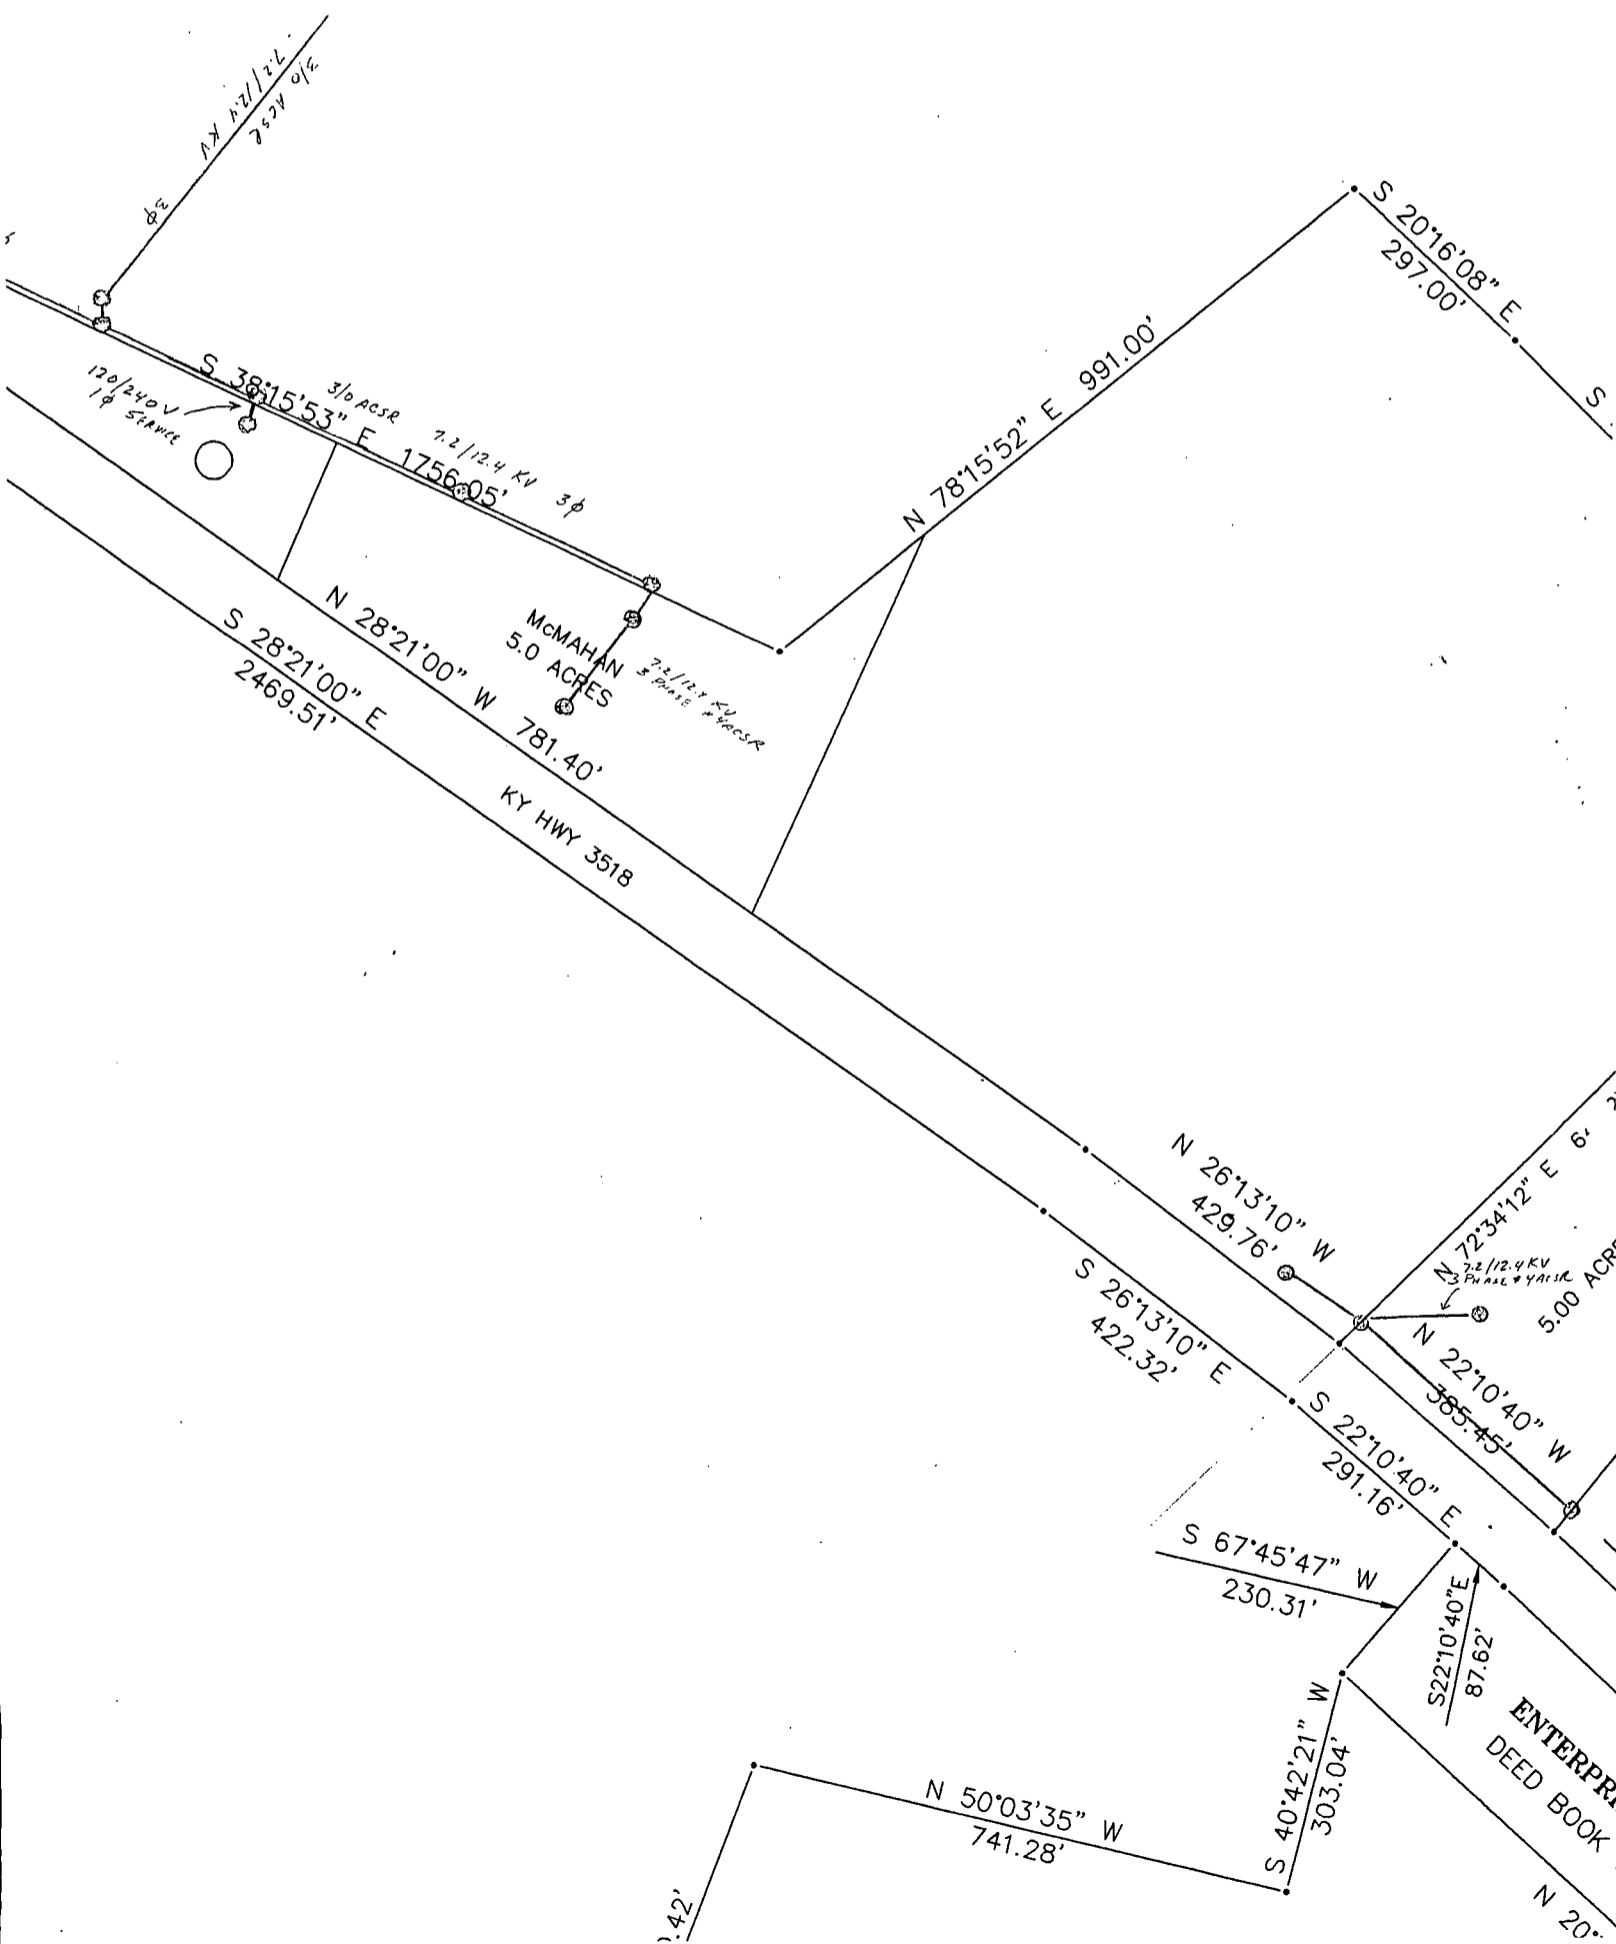 3/0 ACSR
7.2/12.4 KV
3φ
S 20°16'08" E
297.00'
S
N 78°15'52" E 991.00'
S 38°15'53" E 1756.05'
120/240 V
1φ SERVICE
3/0 ACSR 7.2/12.4 KV 3φ
McMAHAN
5.0 ACRES
7.2/12.4 KV
3 PHASE #4ACSR
N 28°21'00" W 781.40'
S 28°21'00" E
2469.51'
KY HWY 3518
N 26°13'10" W
429.76'
N 72°34'12" E 6
7.2/12.4 KV
3 PHASE #4ACSR
5.00 ACRE
S 26°13'10" E
422.32'
N 22°10'40" W
385.45'
S 22°10'40" E
291.16'
S 67°45'47" W
230.31'
S22°10'40"E
87.62'
S 40°42'21" W
303.04'
ENTERPRI
DEED BOOK
N 50°03'35" W
741.28'
N 20°
.42'